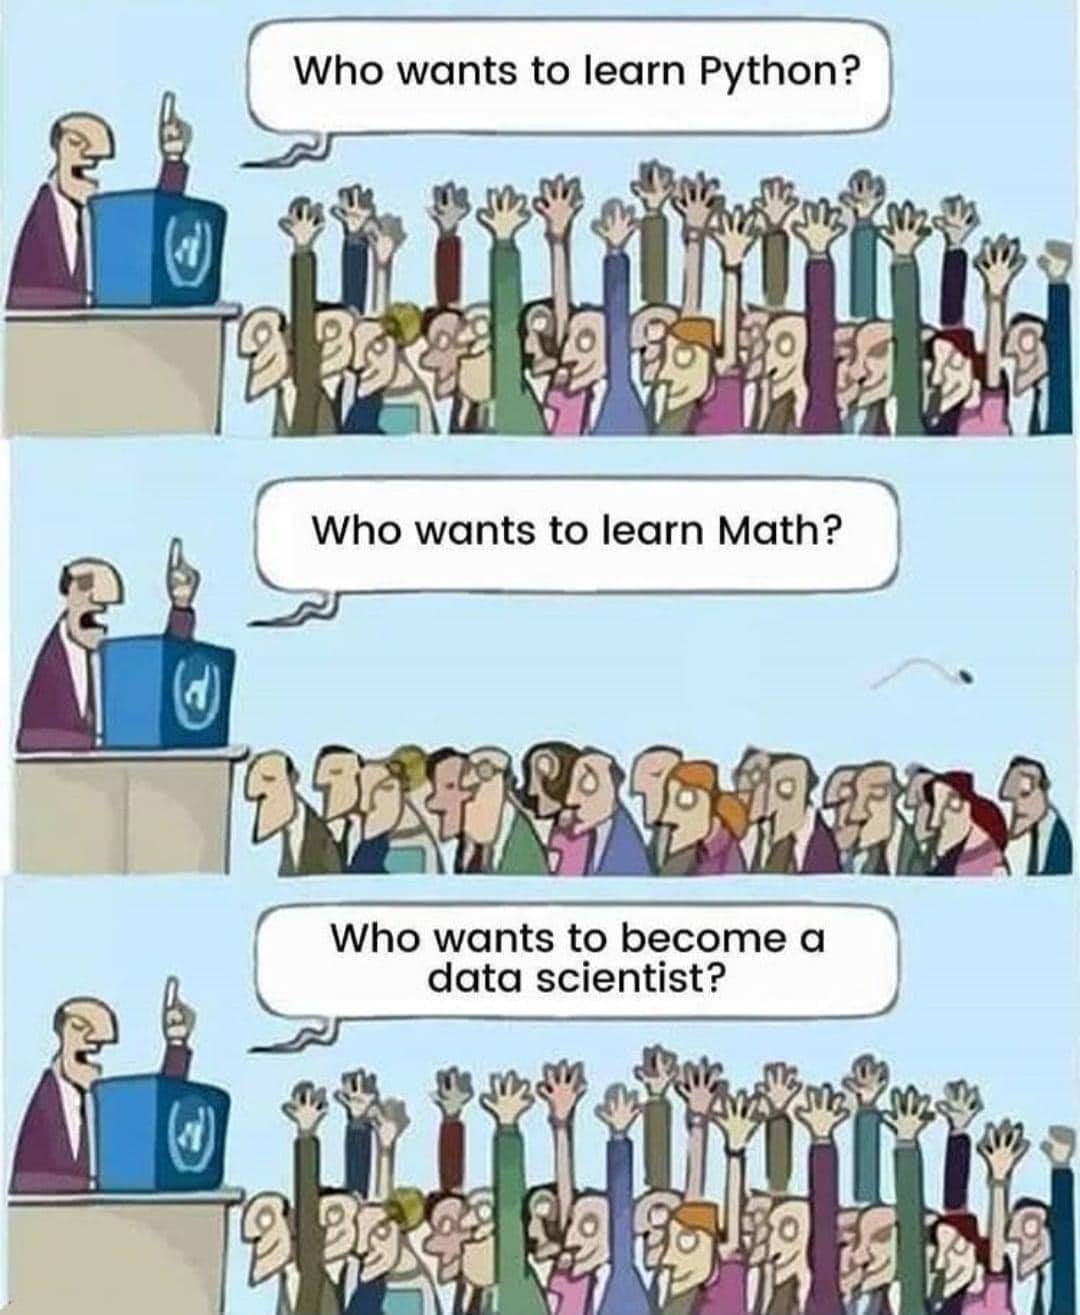 Who wants to learn Python?
Who wants to learn Math?
Who wants to become a
data scientist?